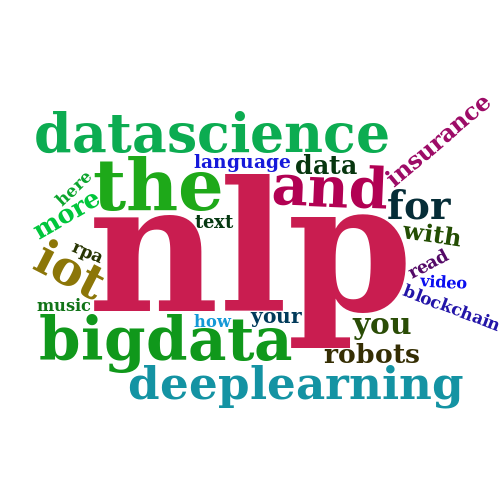 insurance
datascience
language
data
the
and
here
more
for
nlp
text
with
rpa
iot
read
video
blockchain
music
how
your
you
bigdata
robots
deeplearning